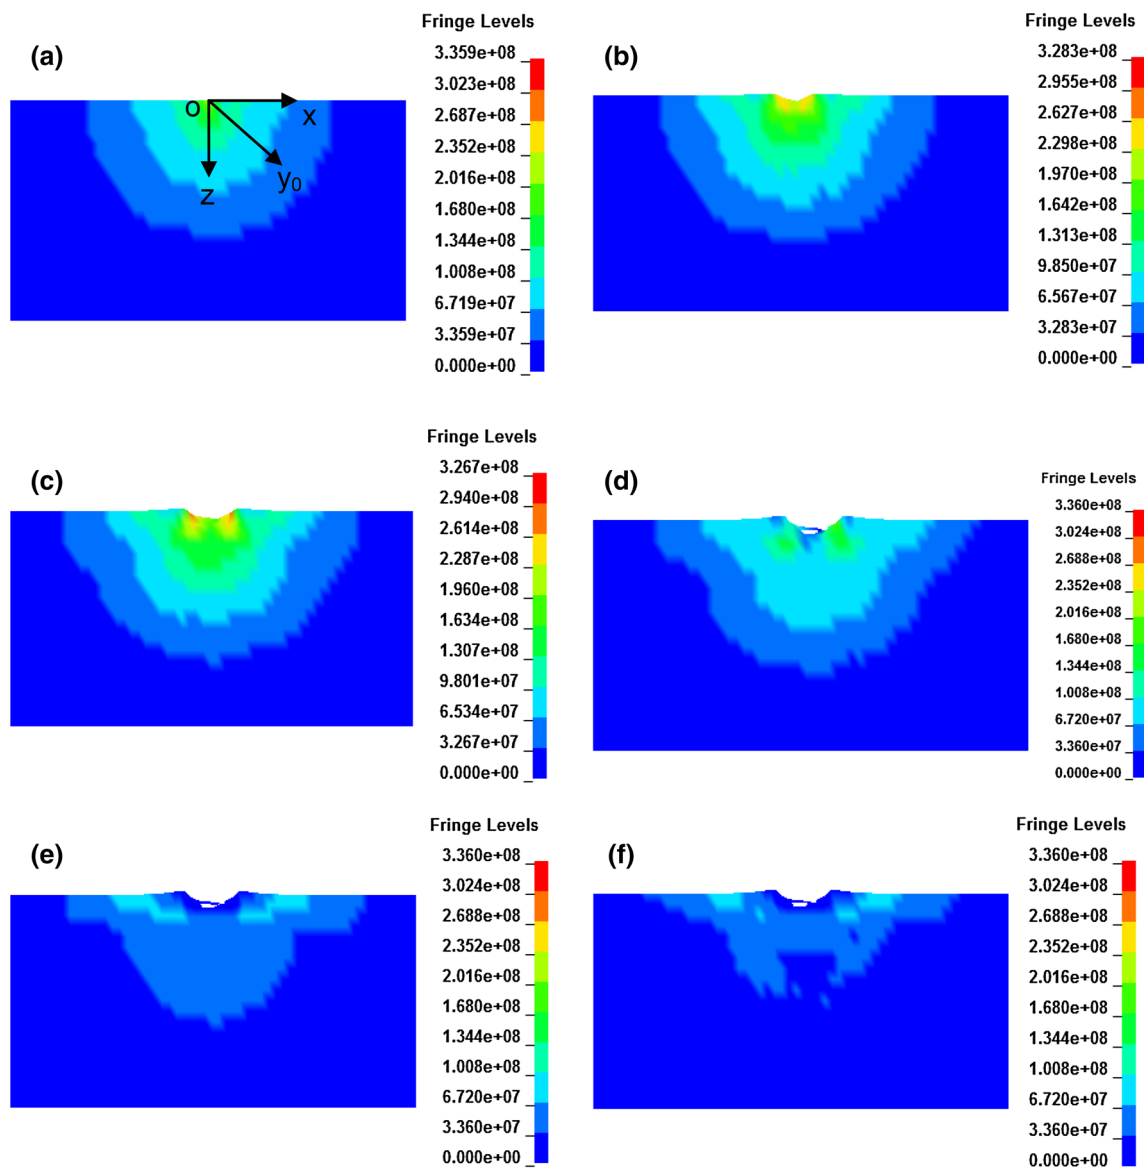 (a)
Fringe Levels
3.359e+08
3.023e+08
2.687e+08
2.352e+08
2.016e+08
1.680e+08
1.344e+08
1.008e+08
6.719e+07
3.359e+07
0.000e+00
o
x
y0
z
(b)
Fringe Levels
3.283e+08
2.955e+08
2.627e+08
2.298e+08
1.970e+08
1.642e+08
1.313e+08
9.850e+07
6.567e+07
3.283e+07
0.000e+00
(c)
Fringe Levels
3.267e+08
2.940e+08
2.614e+08
2.287e+08
1.960e+08
1.634e+08
1.307e+08
9.801e+07
6.534e+07
3.267e+07
0.000e+00
(d)
Fringe Levels
3.360e+08
3.024e+08
2.688e+08
2.352e+08
2.016e+08
1.680e+08
1.344e+08
1.008e+08
6.720e+07
3.360e+07
0.000e+00
(e)
Fringe Levels
3.360e+08
3.024e+08
2.688e+08
2.352e+08
2.016e+08
1.680e+08
1.344e+08
1.008e+08
6.720e+07
3.360e+07
0.000e+00
(f)
Fringe Levels
3.360e+08
3.024e+08
2.688e+08
2.352e+08
2.016e+08
1.680e+08
1.344e+08
1.008e+08
6.720e+07
3.360e+07
0.000e+00